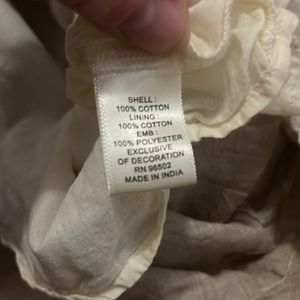 SHELL :
100% COTTON
LINING :
100% COTTON
EMB :
100% POLYESTER
EXCLUSIVE
OF DECORATION
RN 96502
MADE IN INDIA